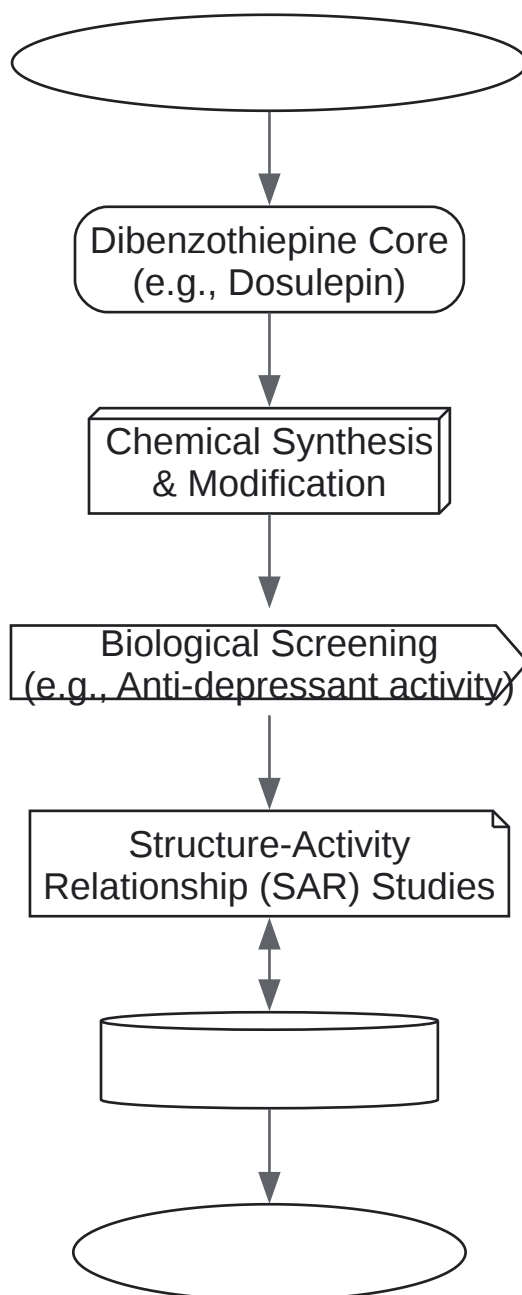 Dibenzothiepine Core
(e.g., Dosulepin)
Chemical Synthesis
& Modification
Biological Screening
(e.g., Anti-depressant activity)
Structure-Activity
Relationship (SAR) Studies